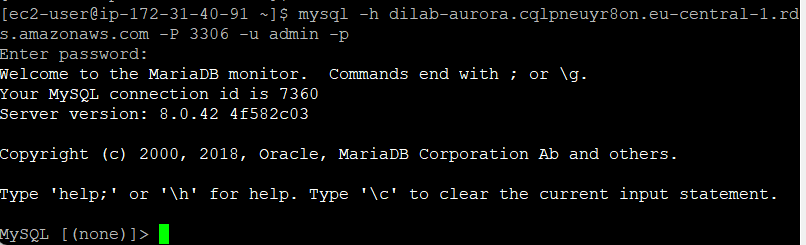 [ec2-user@ip-172-31-40-91 ~]$ mysql -h dilab-aurora.cqlpneuyr8on.eu-central-1.rd
s.amazonaws.com -P 3306 -u admin -p
Enter password:
Welcome to the MariaDB monitor.  Commands end with ; or \g.
Your MySQL connection id is 7360
Server version: 8.0.42 4f582c03
Copyright (c) 2000, 2018, Oracle, MariaDB Corporation Ab and others.
Type 'help;' or '\h' for help. Type '\c' to clear the current input statement.
MySQL [(none)]>